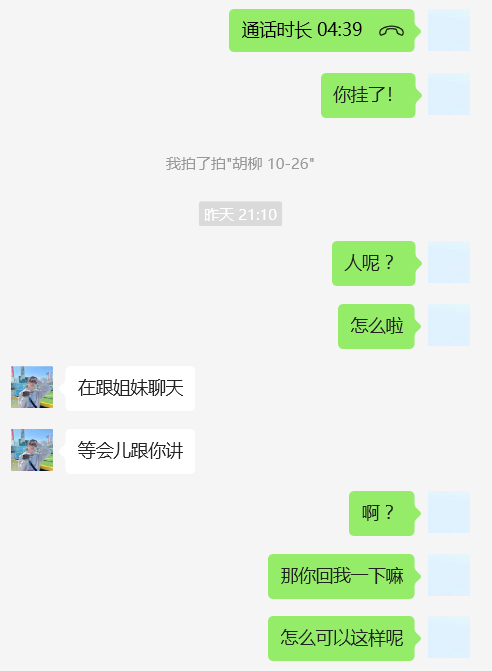 通话时长 04:39
你挂了！
我拍了拍"胡柳 10-26"
昨天 21:10
人呢？
怎么啦
在跟姐妹聊天
等会儿跟你讲
啊？
那你回我一下嘛
怎么可以这样呢